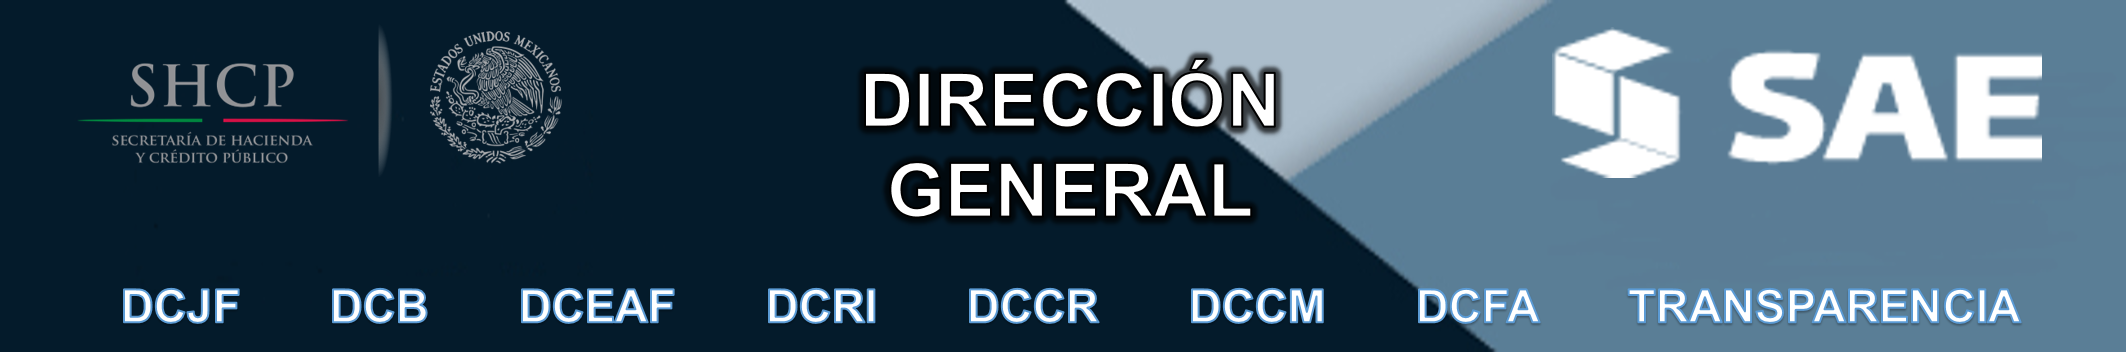 SHCP
SECRETARÍA DE HACIENDA
Y CRÉDITO PÚBLICO
ESTADOS UNIDOS MEXICANOS
DIRECCIÓN
GENERAL
SAE
DCJF DCB DCEAF DCRI DCCR DCCM DCFA TRANSPARENCIA